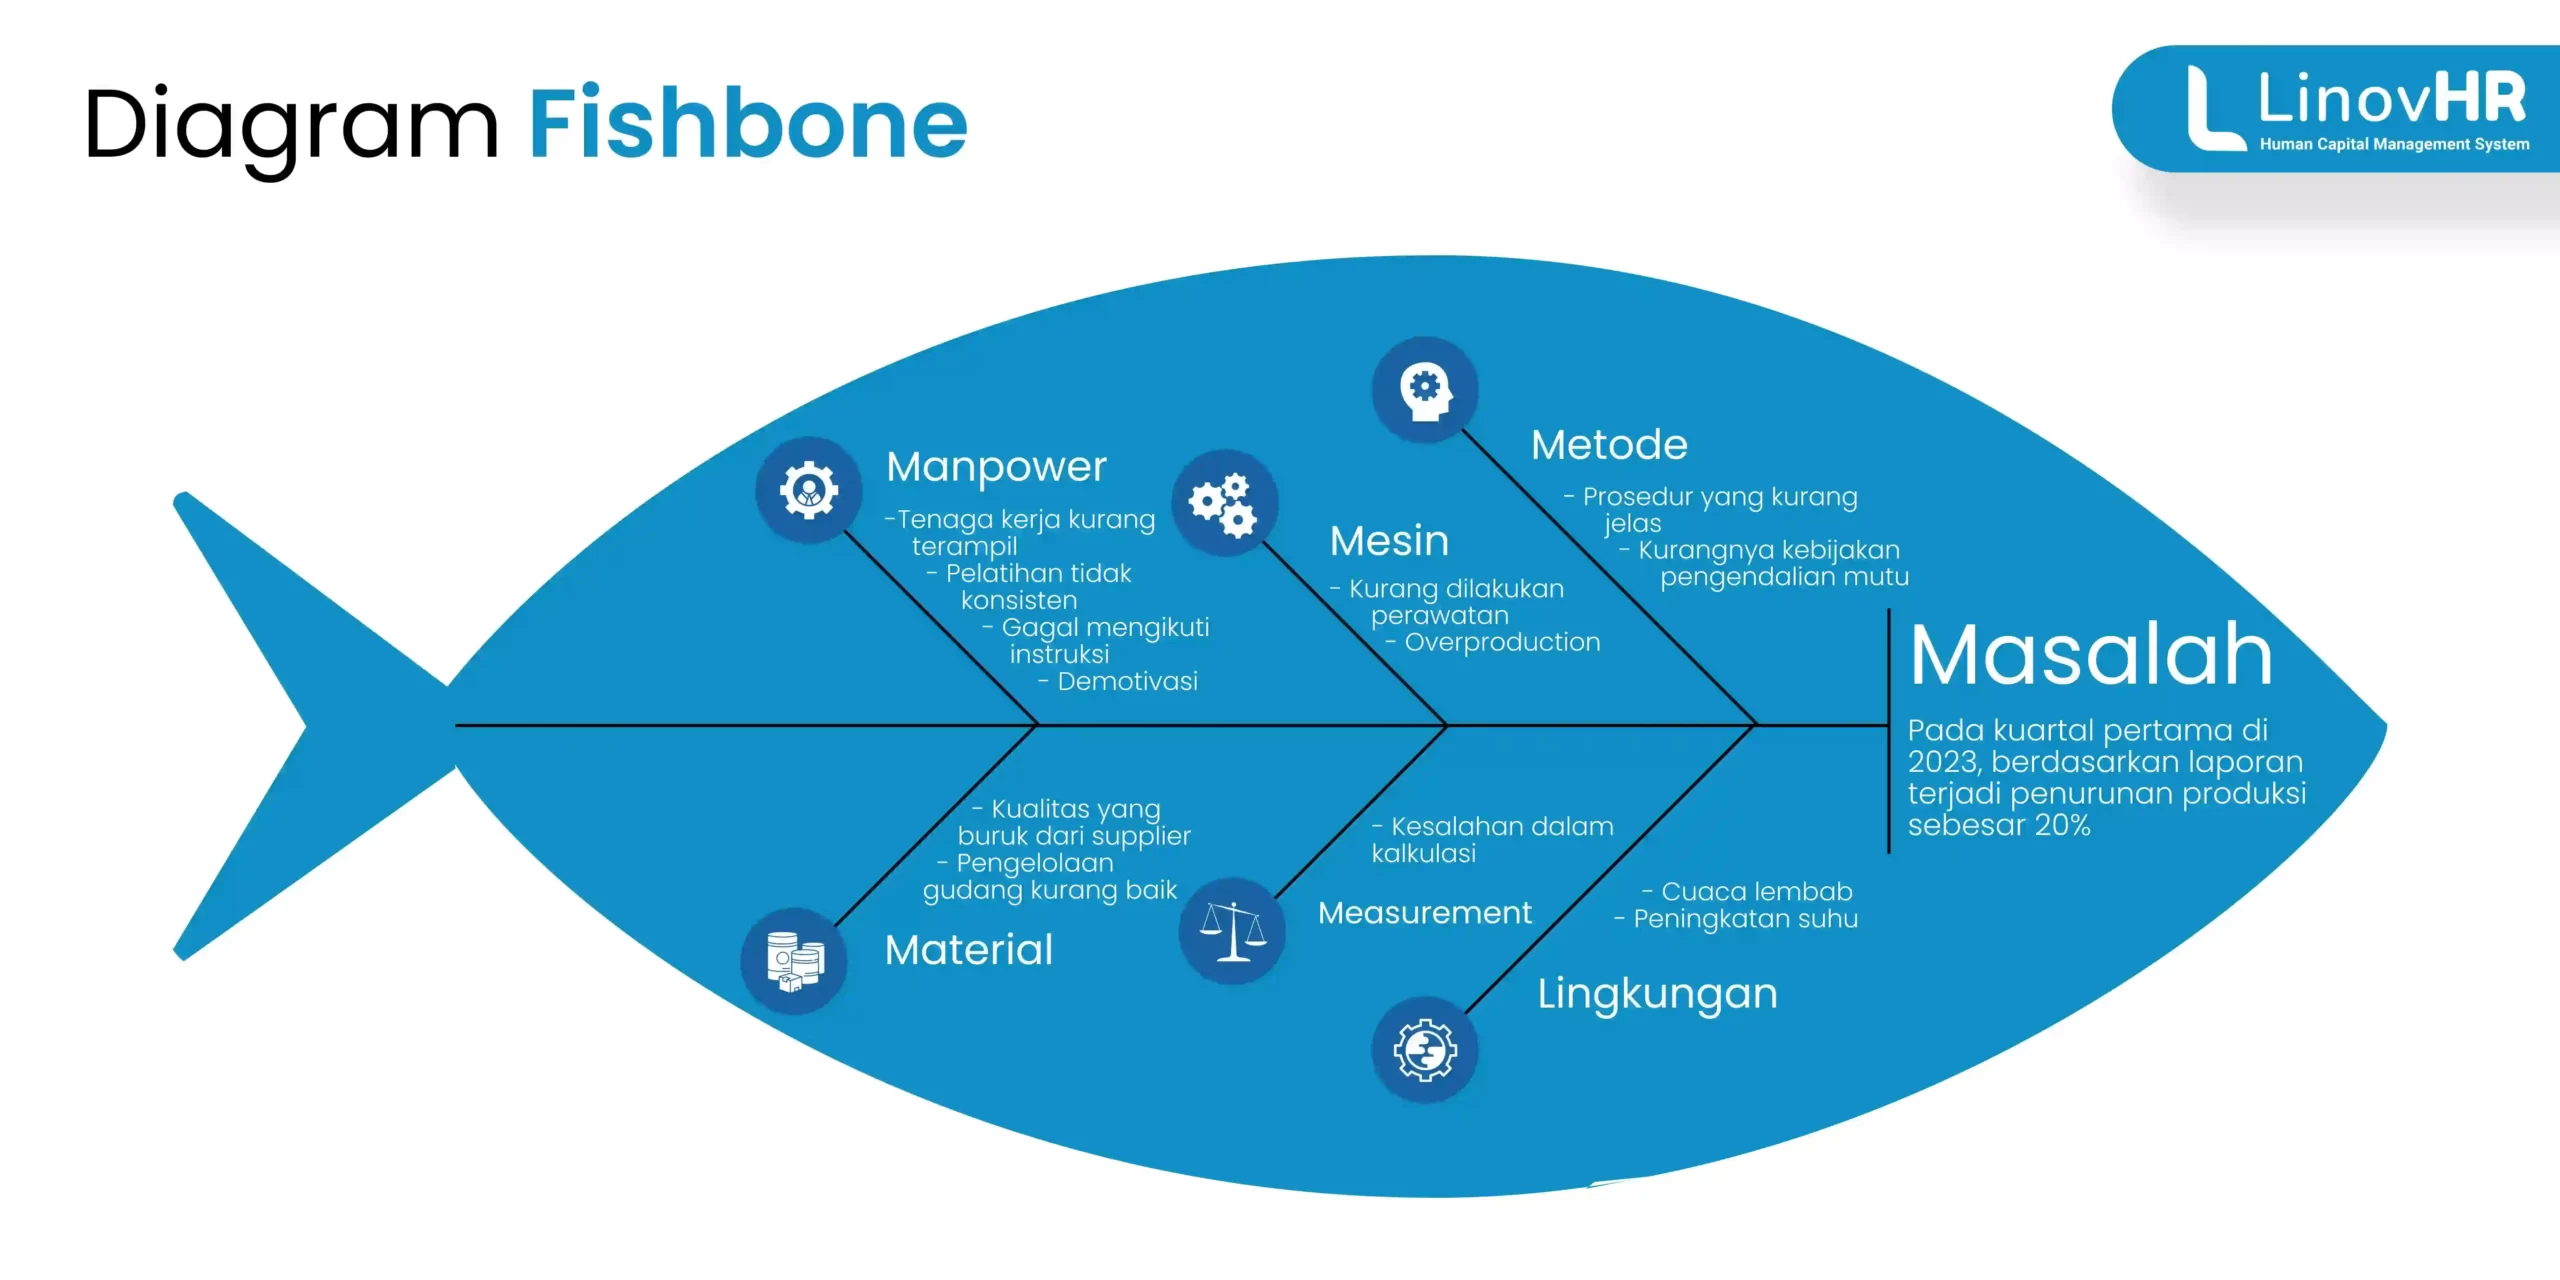 Diagram Fishbone
LinovHR
Human Capital Management System
Manpower
-Tenaga kerja kurang
terampil
- Pelatihan tidak
konsisten
- Gagal mengikuti
instruksi
- Demotivasi
Mesin
- Kurang dilakukan
perawatan
- Overproduction
Metode
- Prosedur yang kurang
jelas
- Kurangnya kebijakan
pengendalian mutu
Masalah
Pada kuartal pertama di
2023, berdasarkan laporan
terjadi penurunan produksi
sebesar 20%
- Kualitas yang
buruk dari supplier
- Pengelolaan
gudang kurang baik
Material
- Kesalahan dalam
kalkulasi
Measurement
- Cuaca lembab
- Peningkatan suhu
Lingkungan